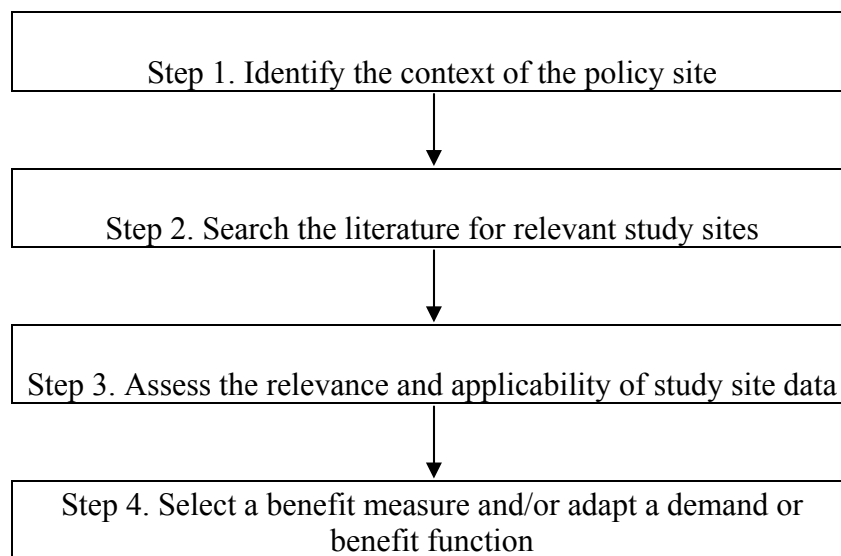 Step 1. Identify the context of the policy site
Step 2. Search the literature for relevant study sites
Step 3. Assess the relevance and applicability of study site data
Step 4. Select a benefit measure and/or adapt a demand or
benefit function